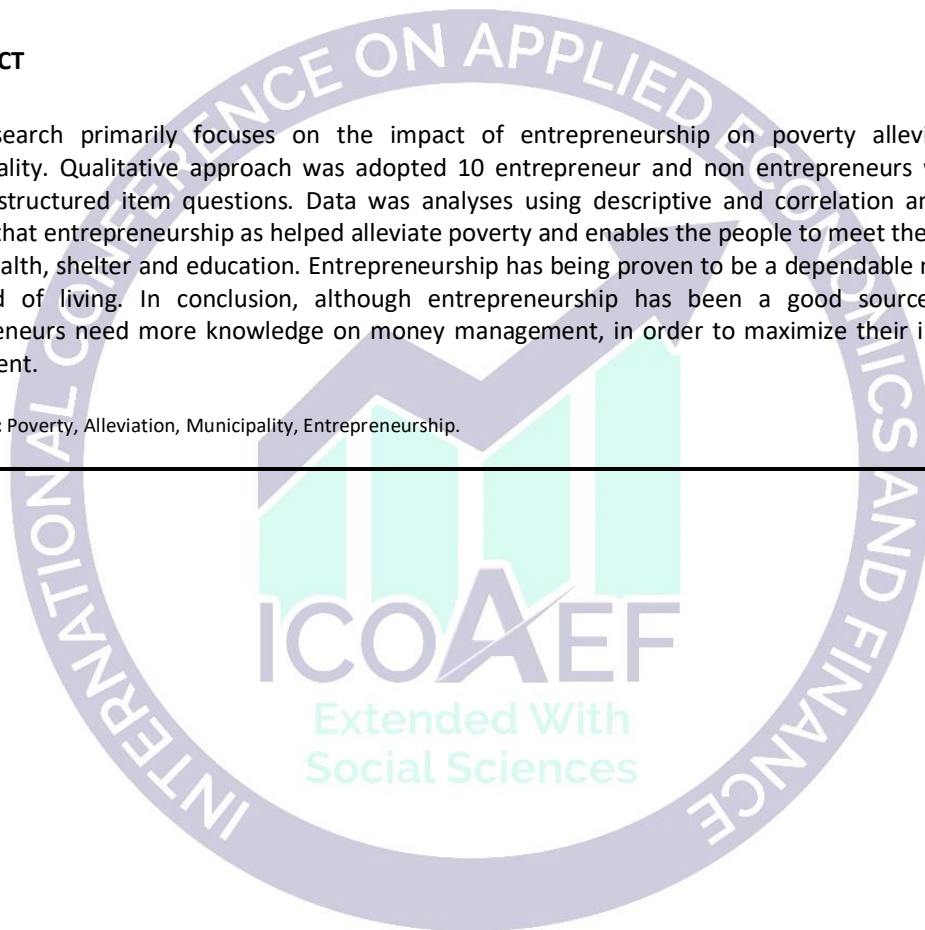 CT
search primarily focuses on the impact of entrepreneurship on poverty allevi
ality. Qualitative approach was adopted 10 entrepreneur and non entrepreneurs
structured item questions. Data was analyses using descriptive and correlation an
that entrepreneurship as helped alleviate poverty and enables the people to meet the
alth, shelter and education. Entrepreneurship has being proven to be a dependable
d of living. In conclusion, although entrepreneurship has been a good source
eneurs need more knowledge on money management, in order to maximize their i
ent.
: Poverty, Alleviation, Municipality, Entrepreneurship.
INTERNATIONAL CONFERENCE ON APPLIED ECONOMICS AND FINANCE
ICOAEF
Extended With
Social Sciences